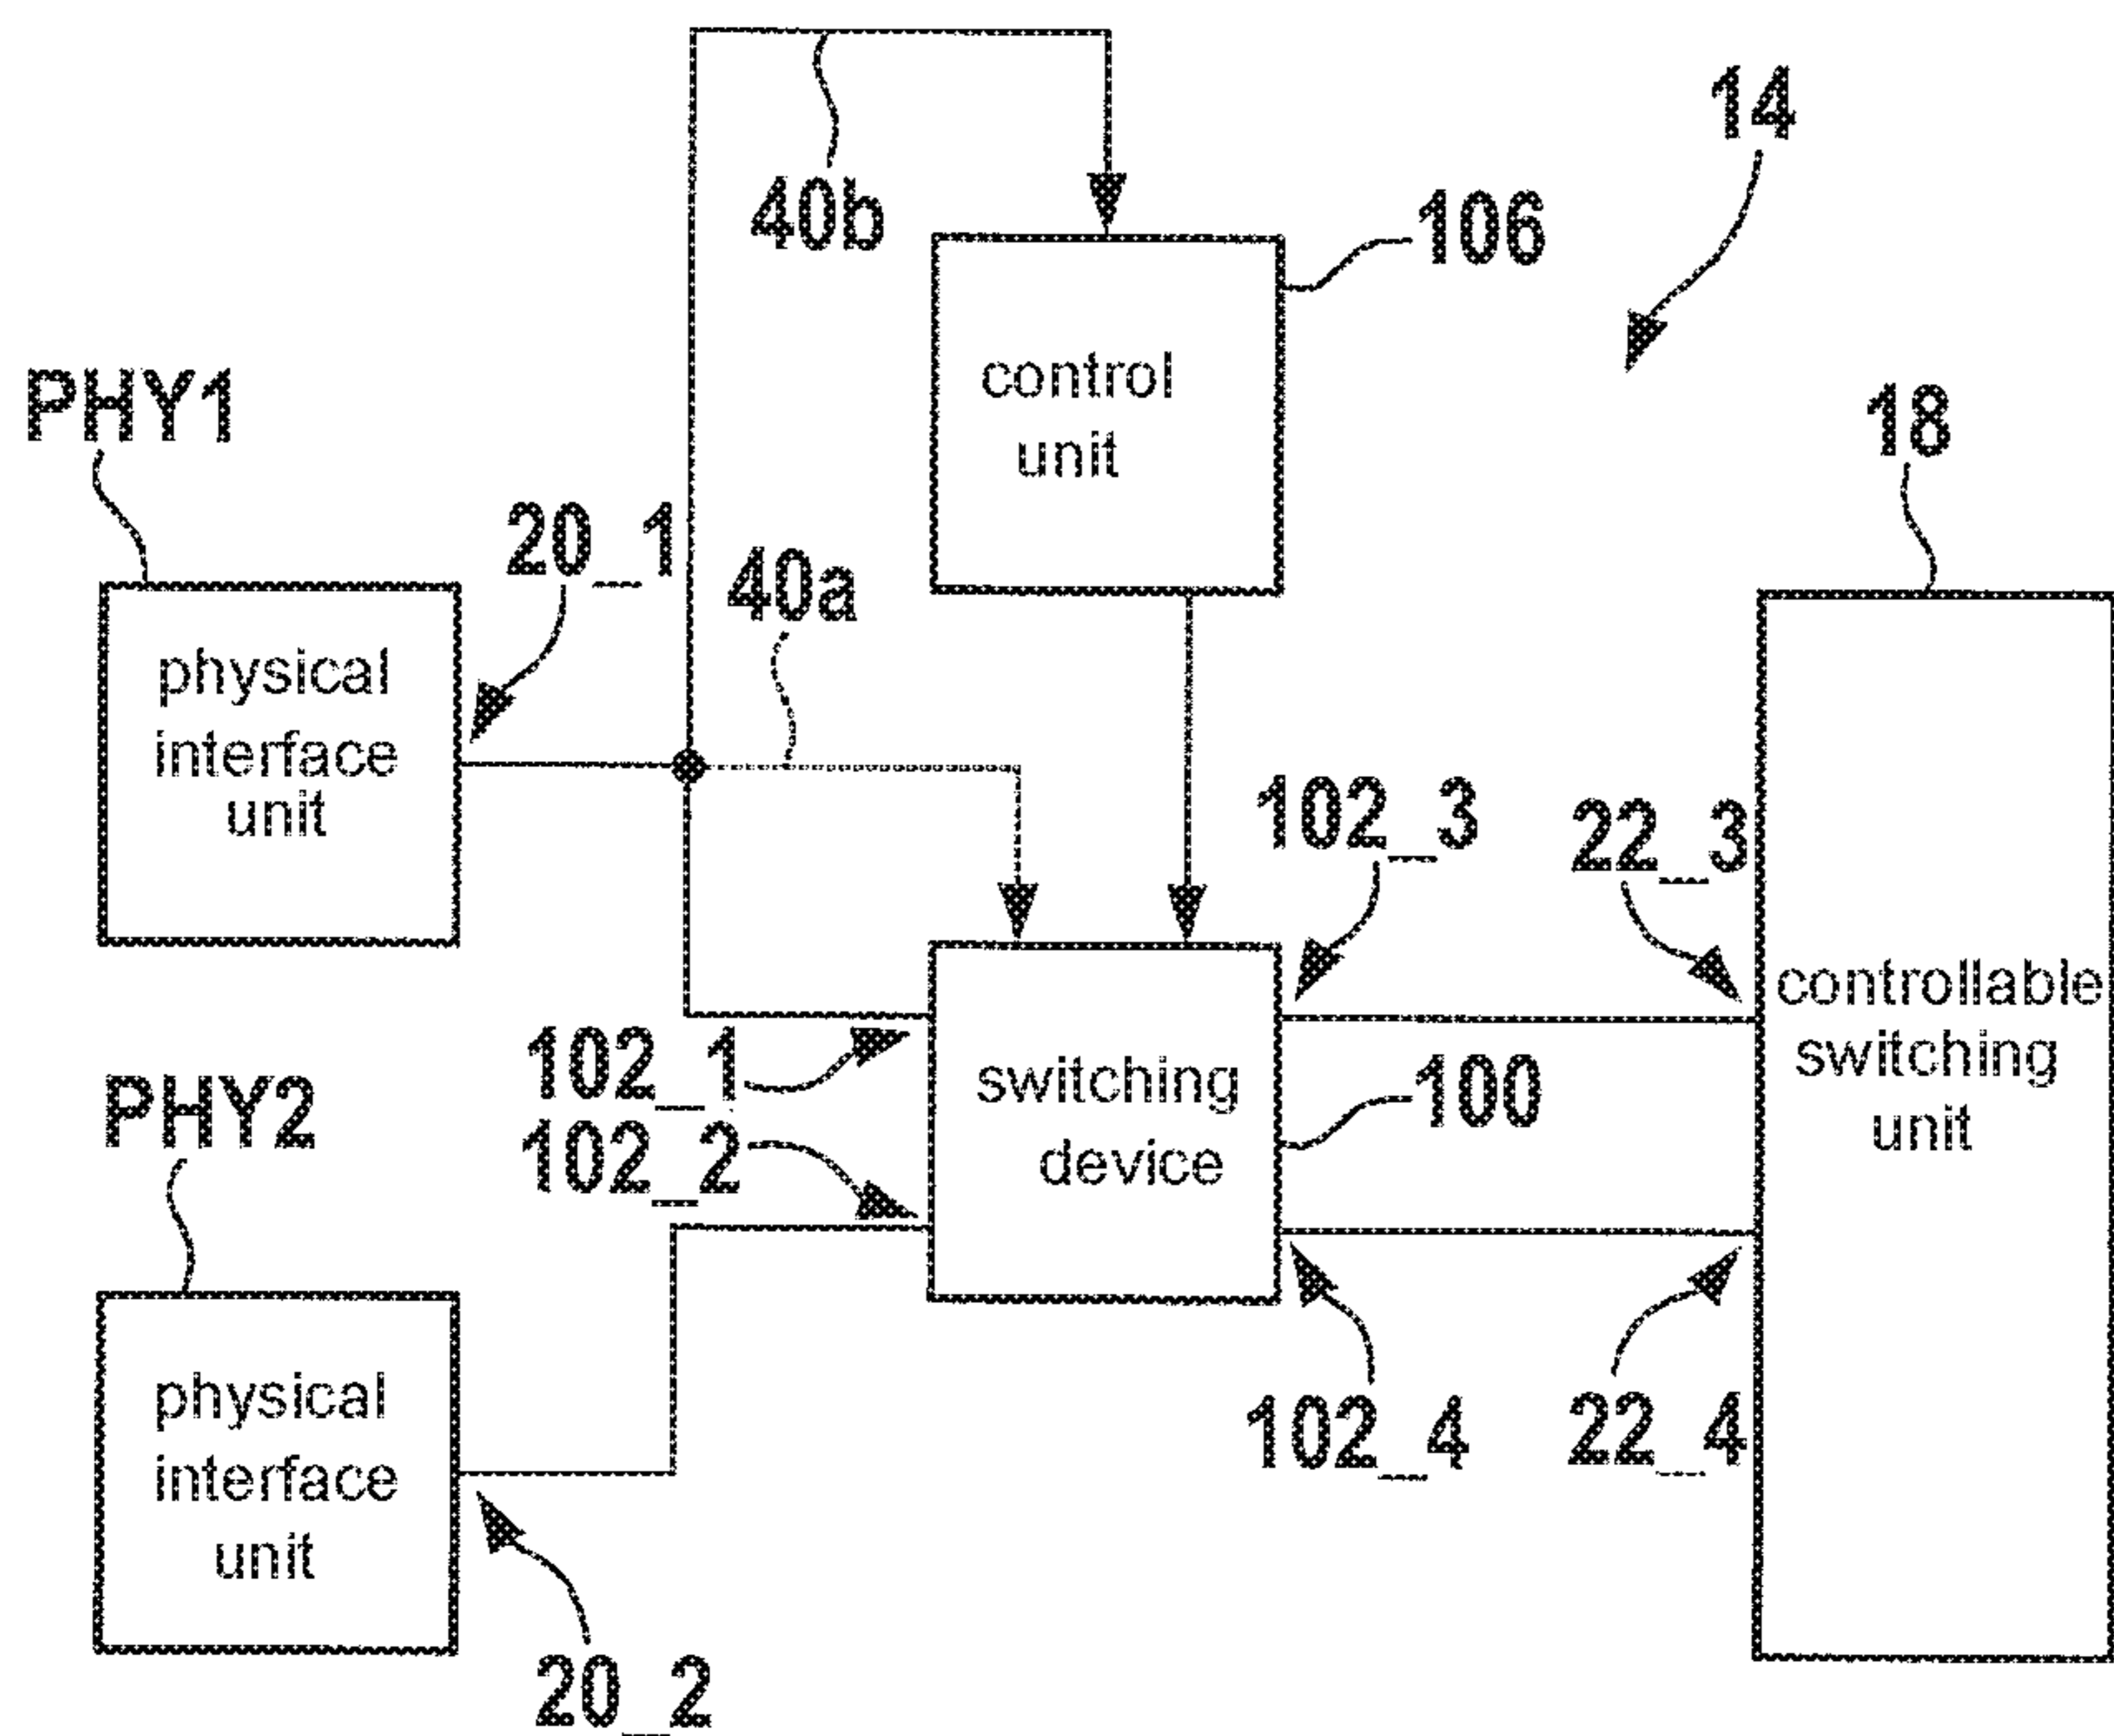 14
40b
106
control
unit
PHY1
18
20_1
40a
physical
interface
unit
102_3
22_3
controllable
switching
unit
102_1
switching
device
100
PHY2
102_2
102_4
22_4
physical
interface
unit
20_2